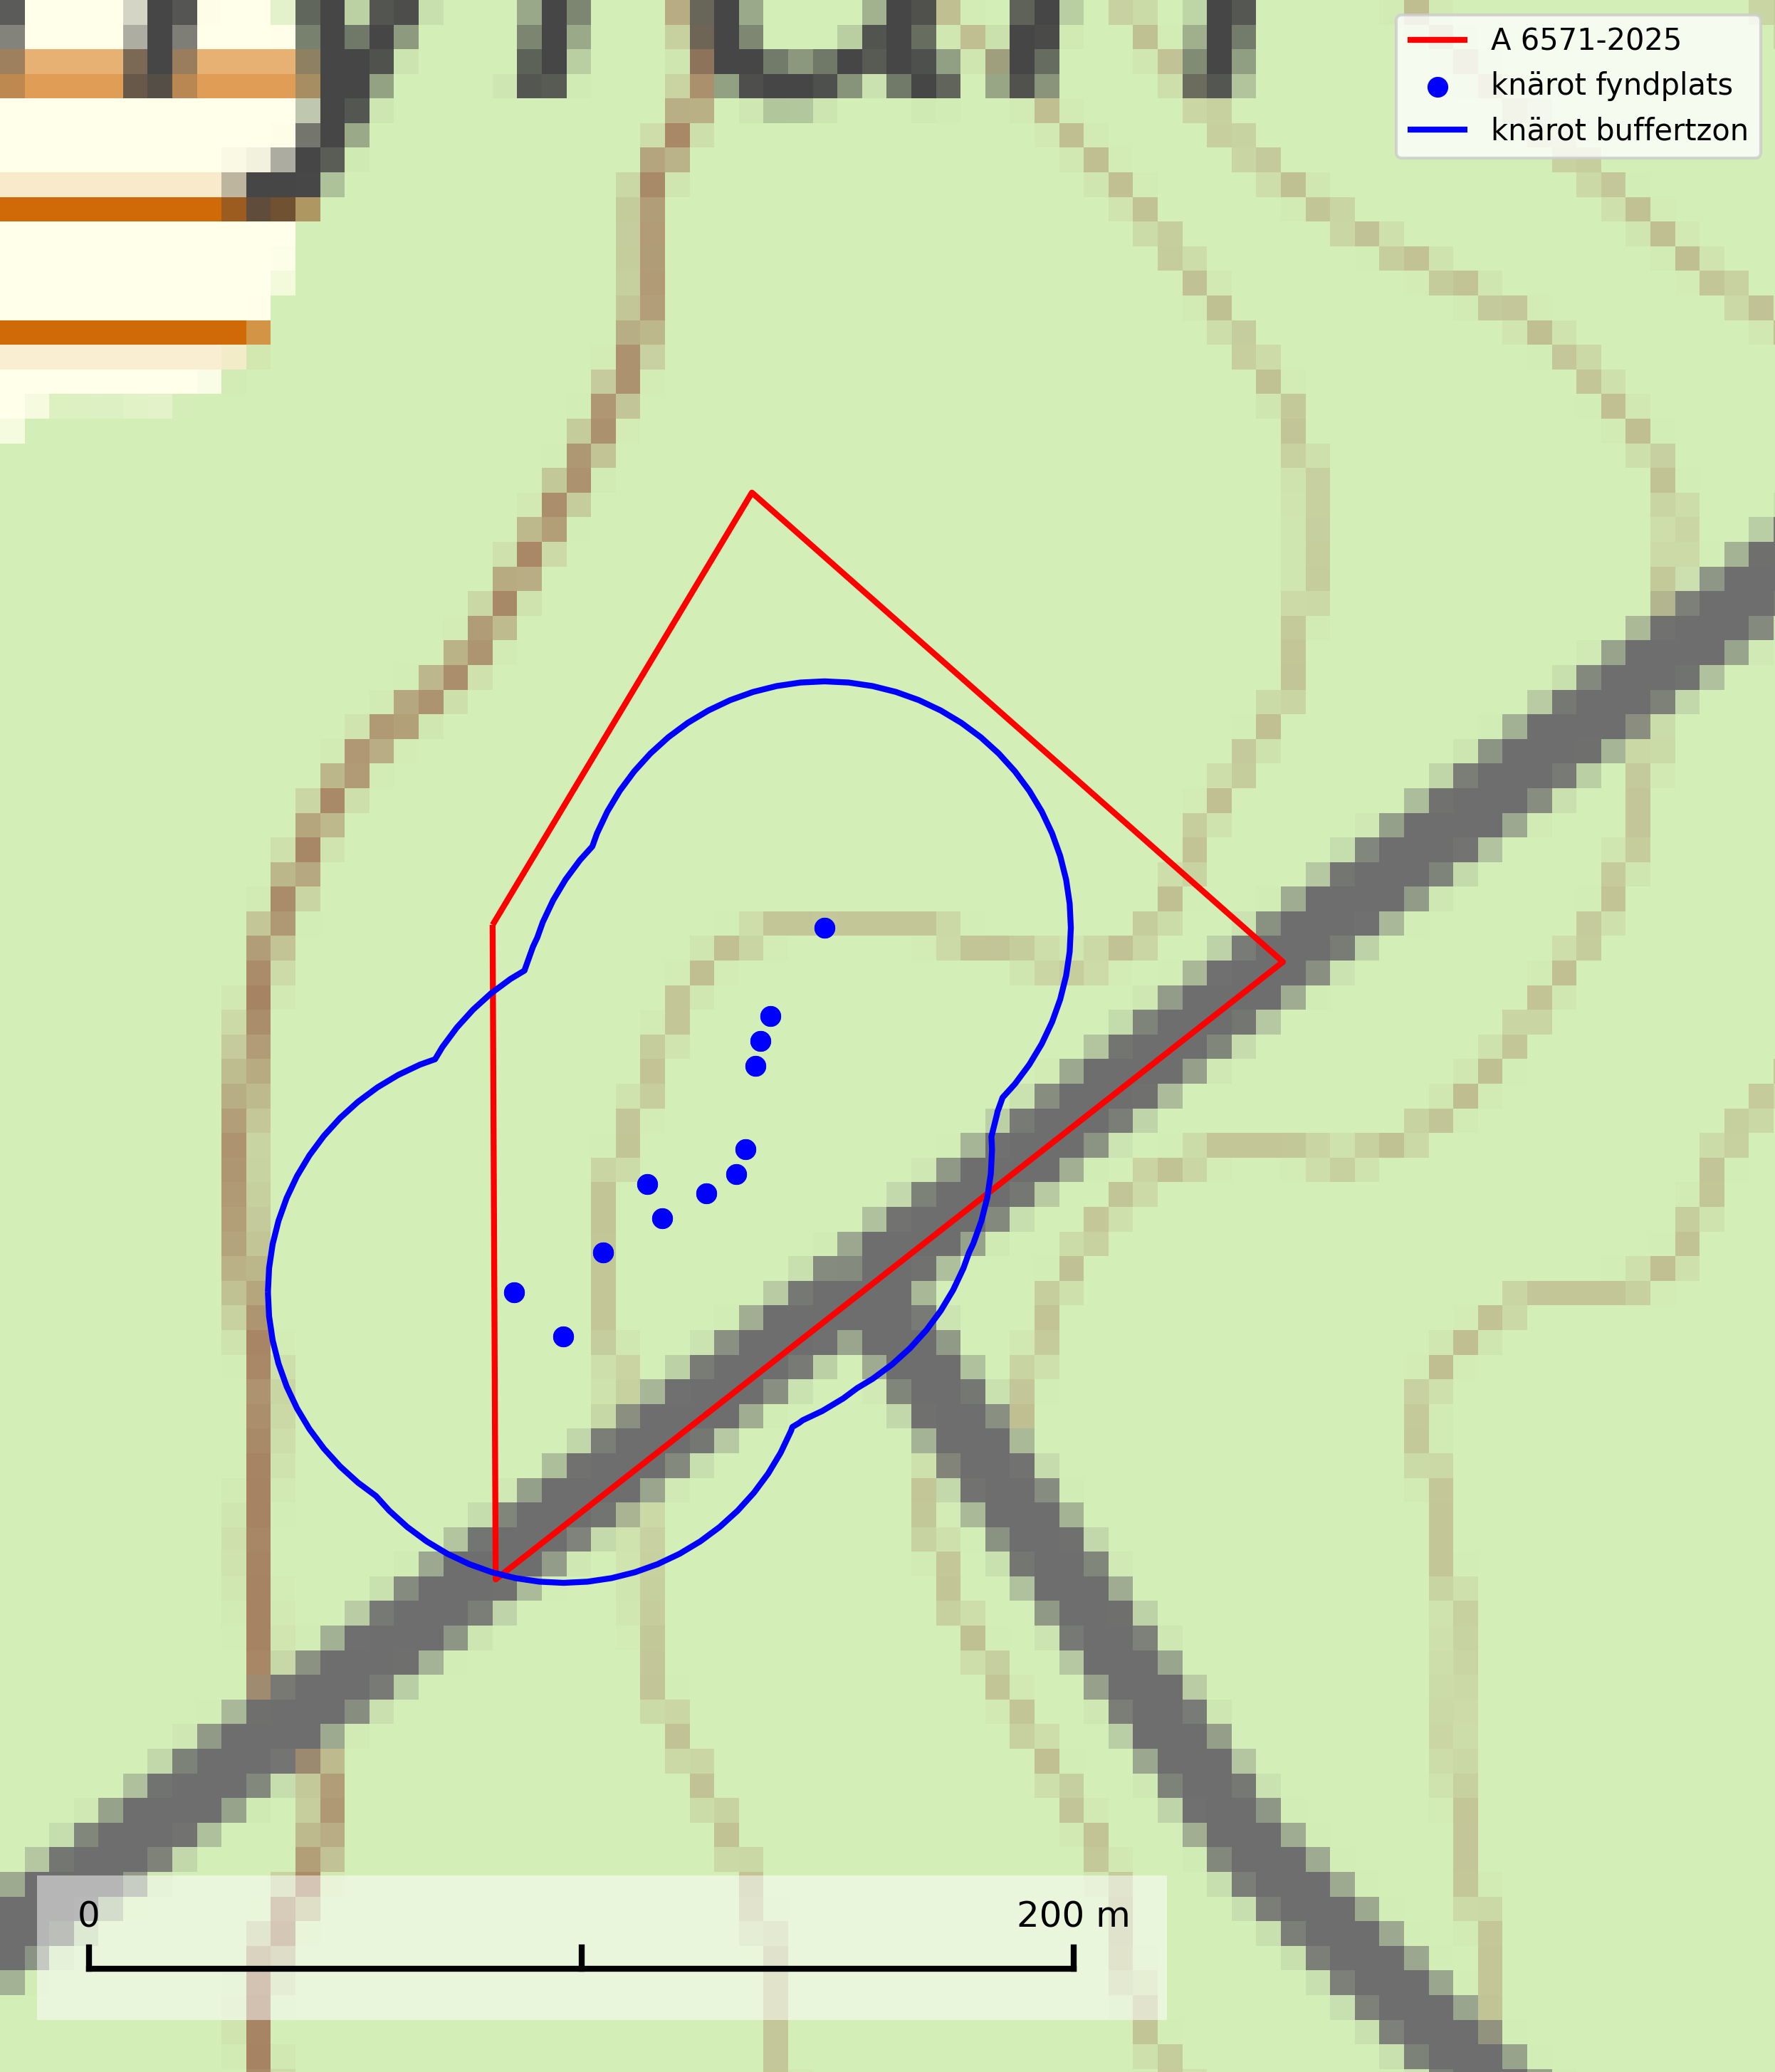 A 6571-2025
knärot fyndplats
knärot buffertzon
0
200 m